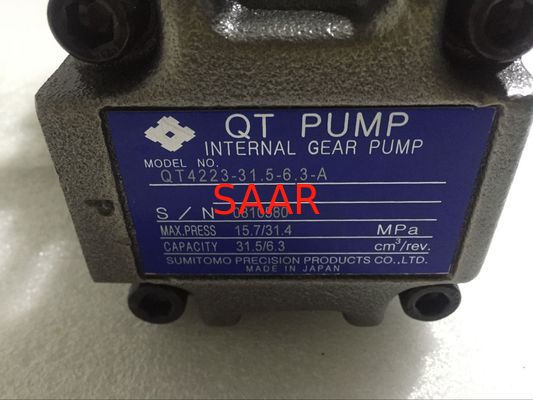 QT PUMP
INTERNAL GEAR PUMP
MODEL NO.
QT4223-31.5-6.3-A
SAAR
S / N 0810580
MAX.PRESS 15.7/31.4 MPa
CAPACITY 31.5/6.3 cm³/rev.
SUMITOMO PRECISION PRODUCTS CO.,LTD.
MADE IN JAPAN
P